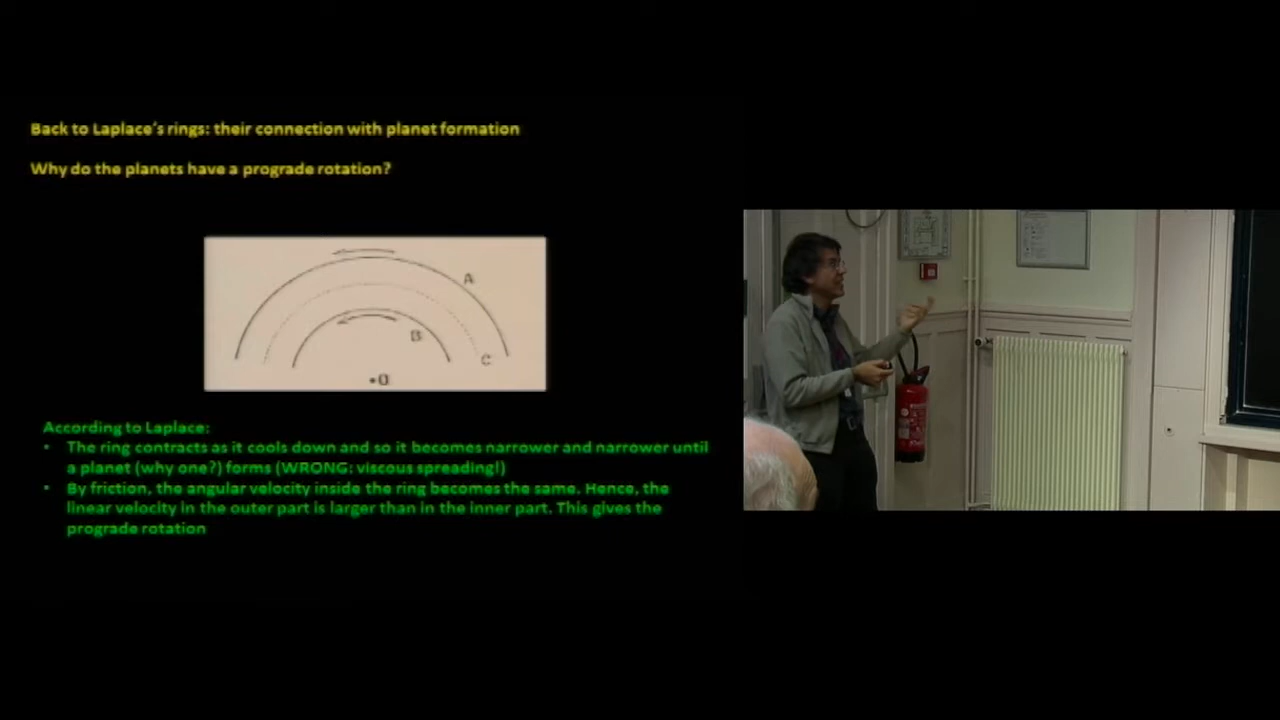 Back to Laplace's rings: their connection with planet formation
Why do the planets have a prograde rotation?
A
B
C
O
According to Laplace:
• The ring contracts as it cools down and so it becomes narrower and narrower until
a planet (why one?) forms (WRONG; viscous spreading!)
• By friction, the angular velocity inside the ring becomes the same. Hence, the
linear velocity in the outer part is larger than in the inner part. This gives the
prograde rotation